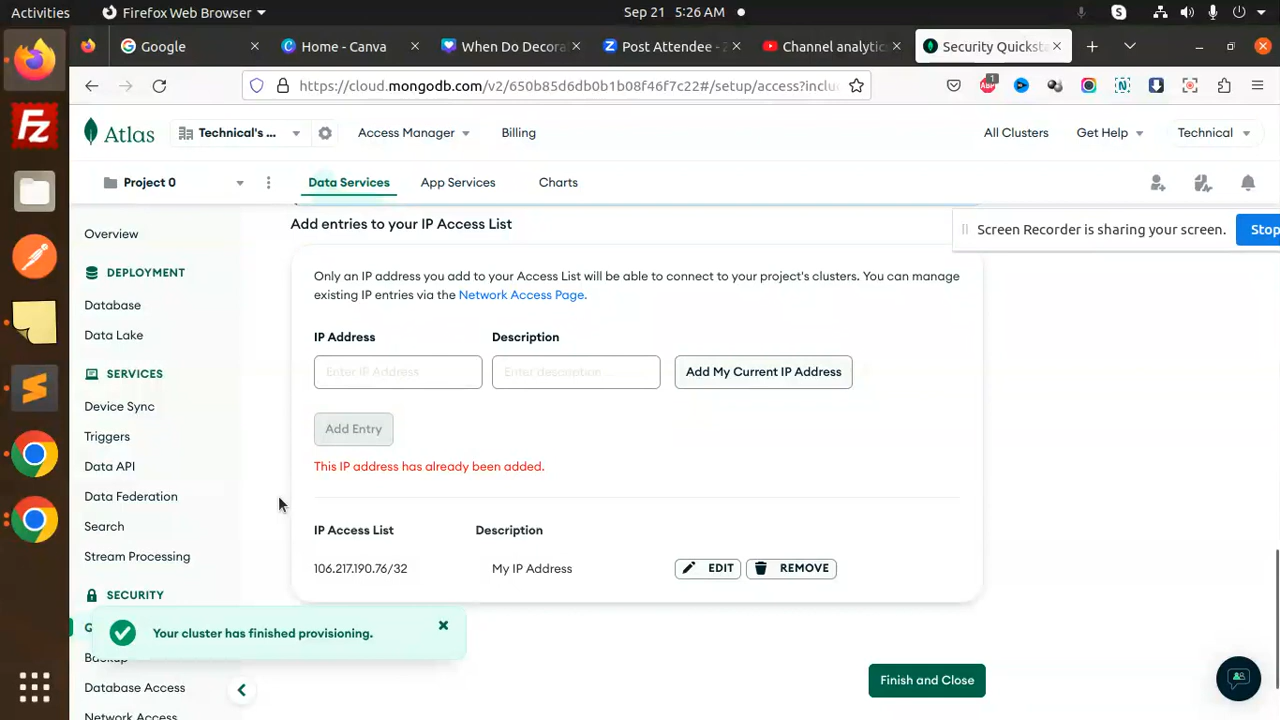 Activities
Firefox Web Browser
Sep 21 5:26 AM
Google
Home - Canva
When Do Decora
Post Attendee - Z
Channel analytic
Security Quicksta
https://cloud.mongodb.com/v2/650b85d6db0b1b08f46f7c22#/setup/access?inclu
1
Atlas
Technical's ...
Access Manager
Billing
All Clusters
Get Help
Technical
Project 0
Data Services
App Services
Charts
Screen Recorder is sharing your screen.
Stop
Overview
DEPLOYMENT
Database
Data Lake
SERVICES
Device Sync
Triggers
Data API
Data Federation
Search
Stream Processing
SECURITY
Backup
Database Access
Network Access
Add entries to your IP Access List
Only an IP address you add to your Access List will be able to connect to your project's clusters. You can manage
existing IP entries via the Network Access Page.
IP Address
Description
Enter IP Address
Enter description ...
Add My Current IP Address
Add Entry
This IP address has already been added.
IP Access List
Description
106.217.190.76/32
My IP Address
EDIT
REMOVE
Your cluster has finished provisioning.
Finish and Close